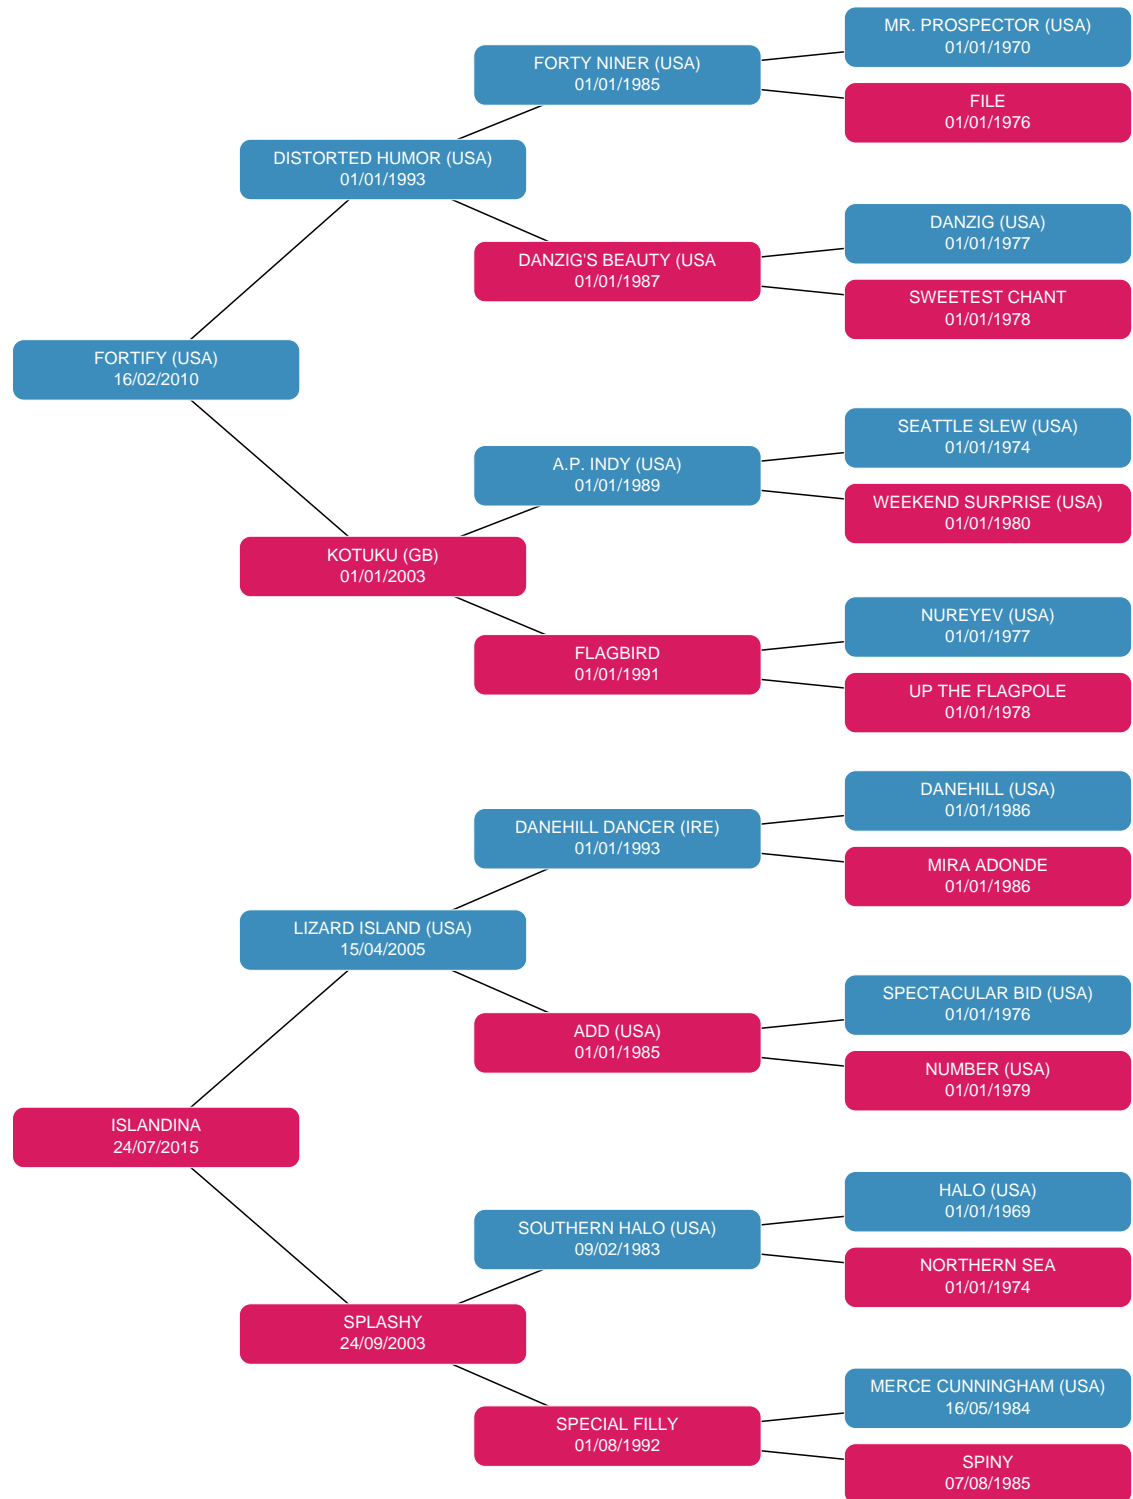 MR. PROSPECTOR (USA)
01/01/1970
FORTY NINER (USA)
01/01/1985
FILE
01/01/1976
DISTORTED HUMOR (USA)
01/01/1993
DANZIG (USA)
01/01/1977
DANZIG'S BEAUTY (USA
01/01/1987
SWEETEST CHANT
01/01/1978
FORTIFY (USA)
16/02/2010
SEATTLE SLEW (USA)
01/01/1974
A.P. INDY (USA)
01/01/1989
WEEKEND SURPRISE (USA)
01/01/1980
KOTUKU (GB)
01/01/2003
NUREYEV (USA)
01/01/1977
FLAGBIRD
01/01/1991
UP THE FLAGPOLE
01/01/1978
DANEHILL (USA)
01/01/1986
DANEHILL DANCER (IRE)
01/01/1993
MIRA ADONDE
01/01/1986
LIZARD ISLAND (USA)
15/04/2005
SPECTACULAR BID (USA)
01/01/1976
ADD (USA)
01/01/1985
NUMBER (USA)
01/01/1979
ISLANDINA
24/07/2015
HALO (USA)
01/01/1969
SOUTHERN HALO (USA)
09/02/1983
NORTHERN SEA
01/01/1974
SPLASHY
24/09/2003
MERCE CUNNINGHAM (USA)
16/05/1984
SPECIAL FILLY
01/08/1992
SPINY
07/08/1985